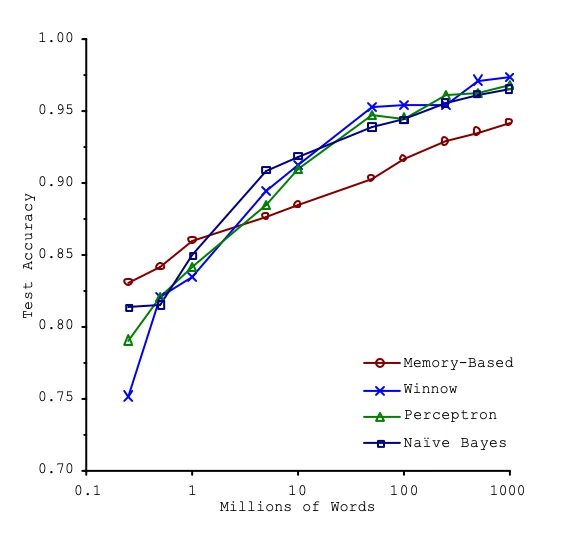 1.00
0.95
0.90
0.85
0.80
0.75
0.70
Test Accuracy
Memory-Based
Winnow
Perceptron
Naïve Bayes
0.1 1 10 100 1000
Millions of Words